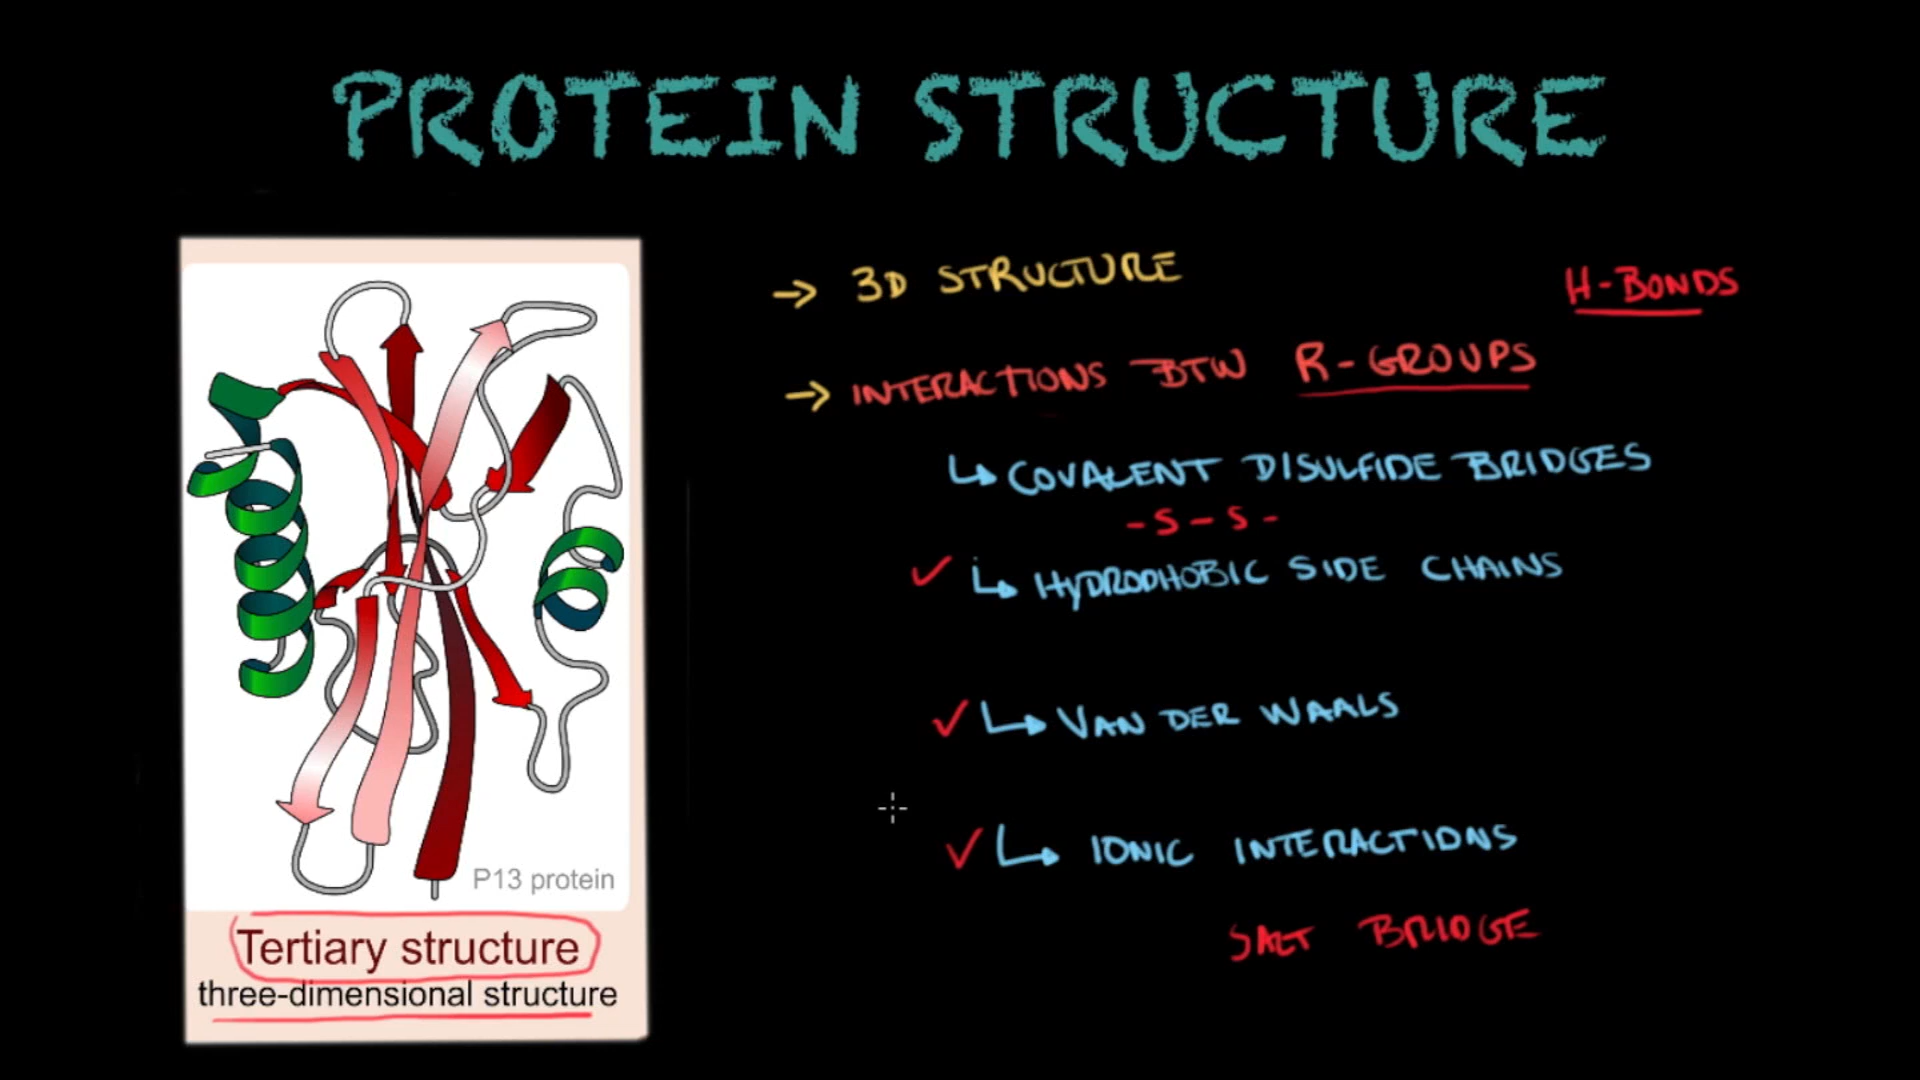 PROTEIN STRUCTURE
P13 protein
Tertiary structure
three-dimensional structure
→ 3D STRUCTURE
H-BONDS
→ INTERACTIONS BTW R-GROUPS
↳ COVALENT DISULFIDE BRIDGES
-S-S-
✓ ↳ HYDROPHOBIC SIDE CHAINS
✓ ↳ VAN DER WAALS
✓ ↳ IONIC INTERACTIONS
SALT BRIDGE